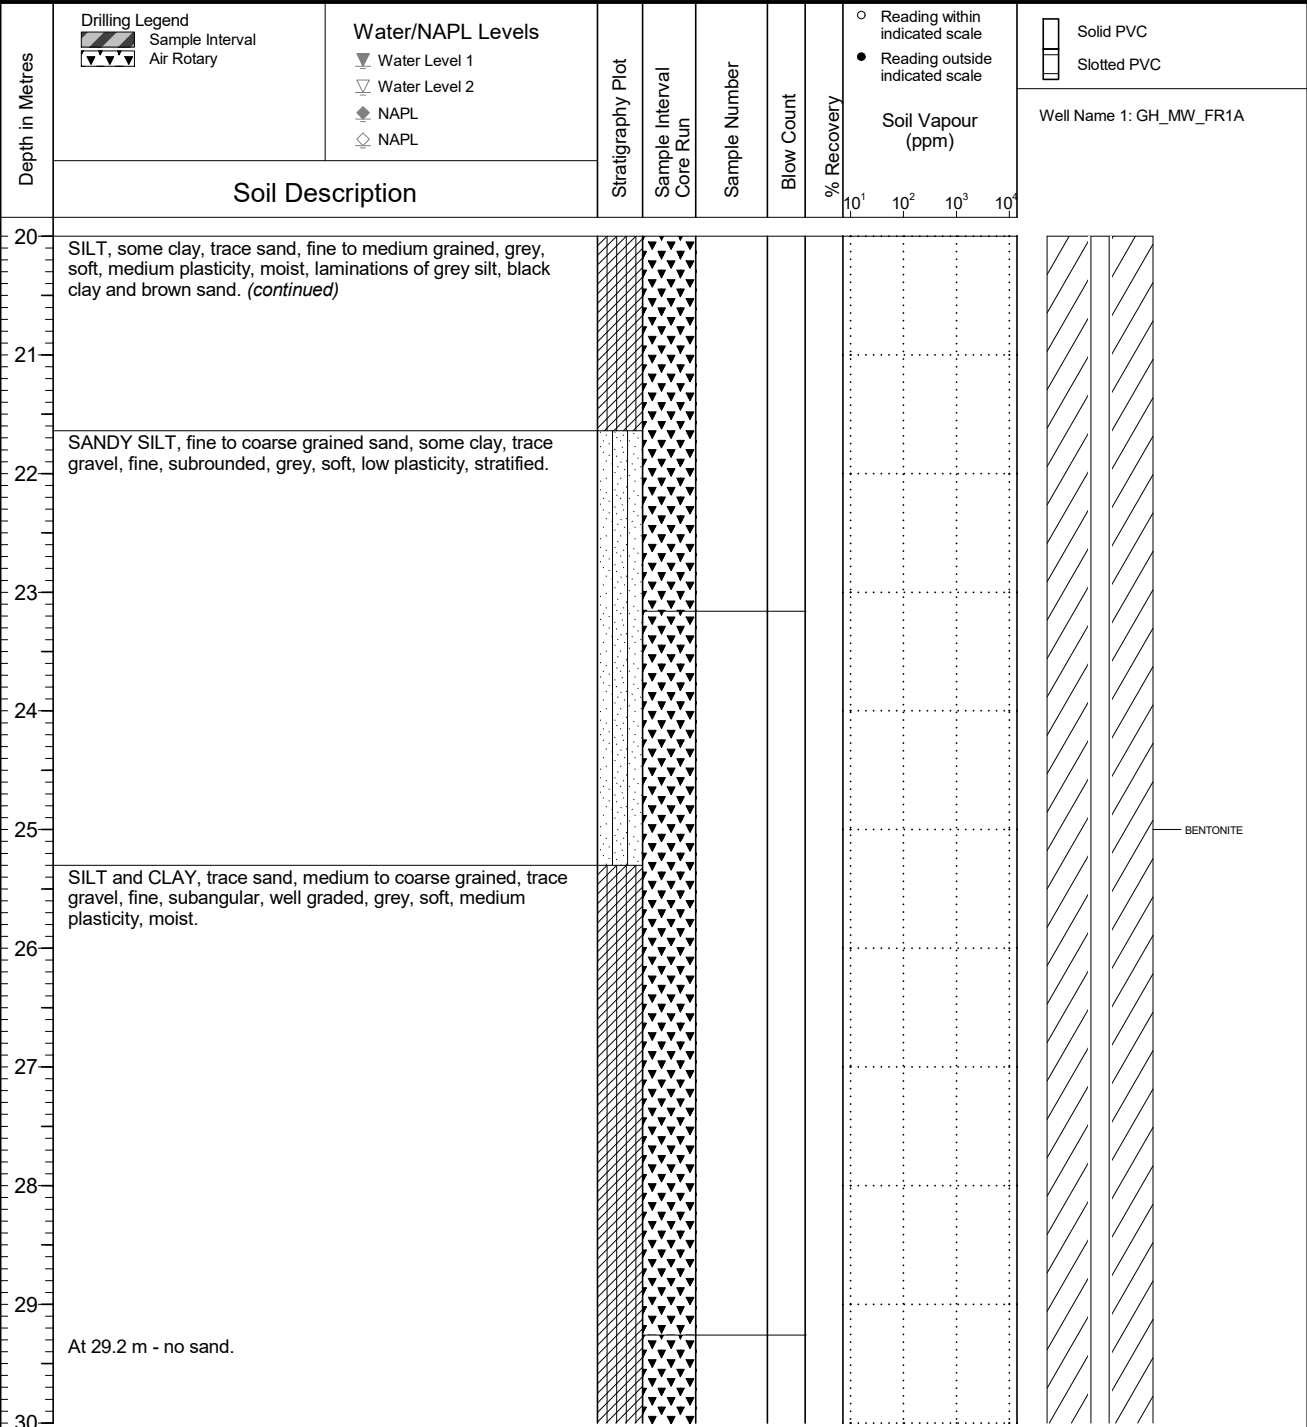 Drilling Legend
Sample Interval
Air Rotary
Water/NAPL Levels
Water Level 1
Water Level 2
NAPL
NAPL
Depth in Metres
Soil Description
Stratigraphy Plot
Sample Interval
Core Run
Sample Number
Blow Count
% Recovery
Reading within
indicated scale
Reading outside
indicated scale
Soil Vapour
(ppm)
10¹ 10² 10³ 10⁴
Solid PVC
Slotted PVC
Well Name 1: GH_MW_FR1A
20
SILT, some clay, trace sand, fine to medium grained, grey,
soft, medium plasticity, moist, laminations of grey silt, black
clay and brown sand. (continued)
21
SANDY SILT, fine to coarse grained sand, some clay, trace
gravel, fine, subrounded, grey, soft, low plasticity, stratified.
22
23
24
25
BENTONITE
SILT and CLAY, trace sand, medium to coarse grained, trace
gravel, fine, subangular, well graded, grey, soft, medium
plasticity, moist.
26
27
28
29
At 29.2 m - no sand.
30